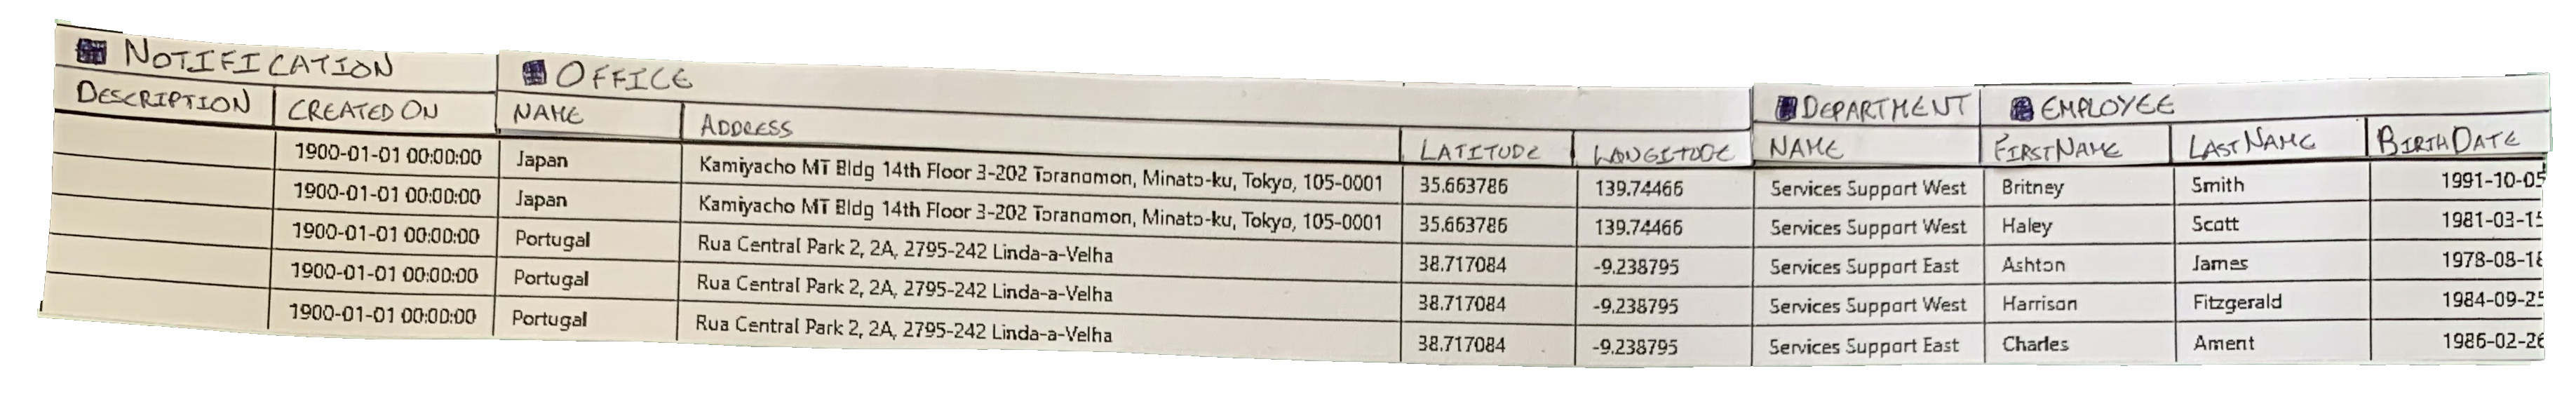 NOTIFICATION OFFICE DEPARTMENT EMPLOYEE
DESCRIPTION CREATED ON NAME ADDRESS LATITUDE LONGITUDE NAME FIRSTNAME LASTNAME BIRTHDATE
1900-01-01 00:00:00 Japan Kamiyacho MT Bldg 14th Floor 3-202 Toranomon, Minato-ku, Tokyo, 105-0001 35.663786 139.74466 Services Support West Britney Smith 1991-10-05
1900-01-01 00:00:00 Japan Kamiyacho MT Bldg 14th Floor 3-202 Toranomon, Minato-ku, Tokyo, 105-0001 35.663786 139.74466 Services Support West Haley Scott 1981-03-15
1900-01-01 00:00:00 Portugal Rua Central Park 2, 2A, 2795-242 Linda-a-Velha 38.717084 -9.238795 Services Support East Ashton James 1978-08-18
1900-01-01 00:00:00 Portugal Rua Central Park 2, 2A, 2795-242 Linda-a-Velha 38.717084 -9.238795 Services Support West Harrison Fitzgerald 1984-09-25
1900-01-01 00:00:00 Portugal Rua Central Park 2, 2A, 2795-242 Linda-a-Velha 38.717084 -9.238795 Services Support East Charles Ament 1986-02-26